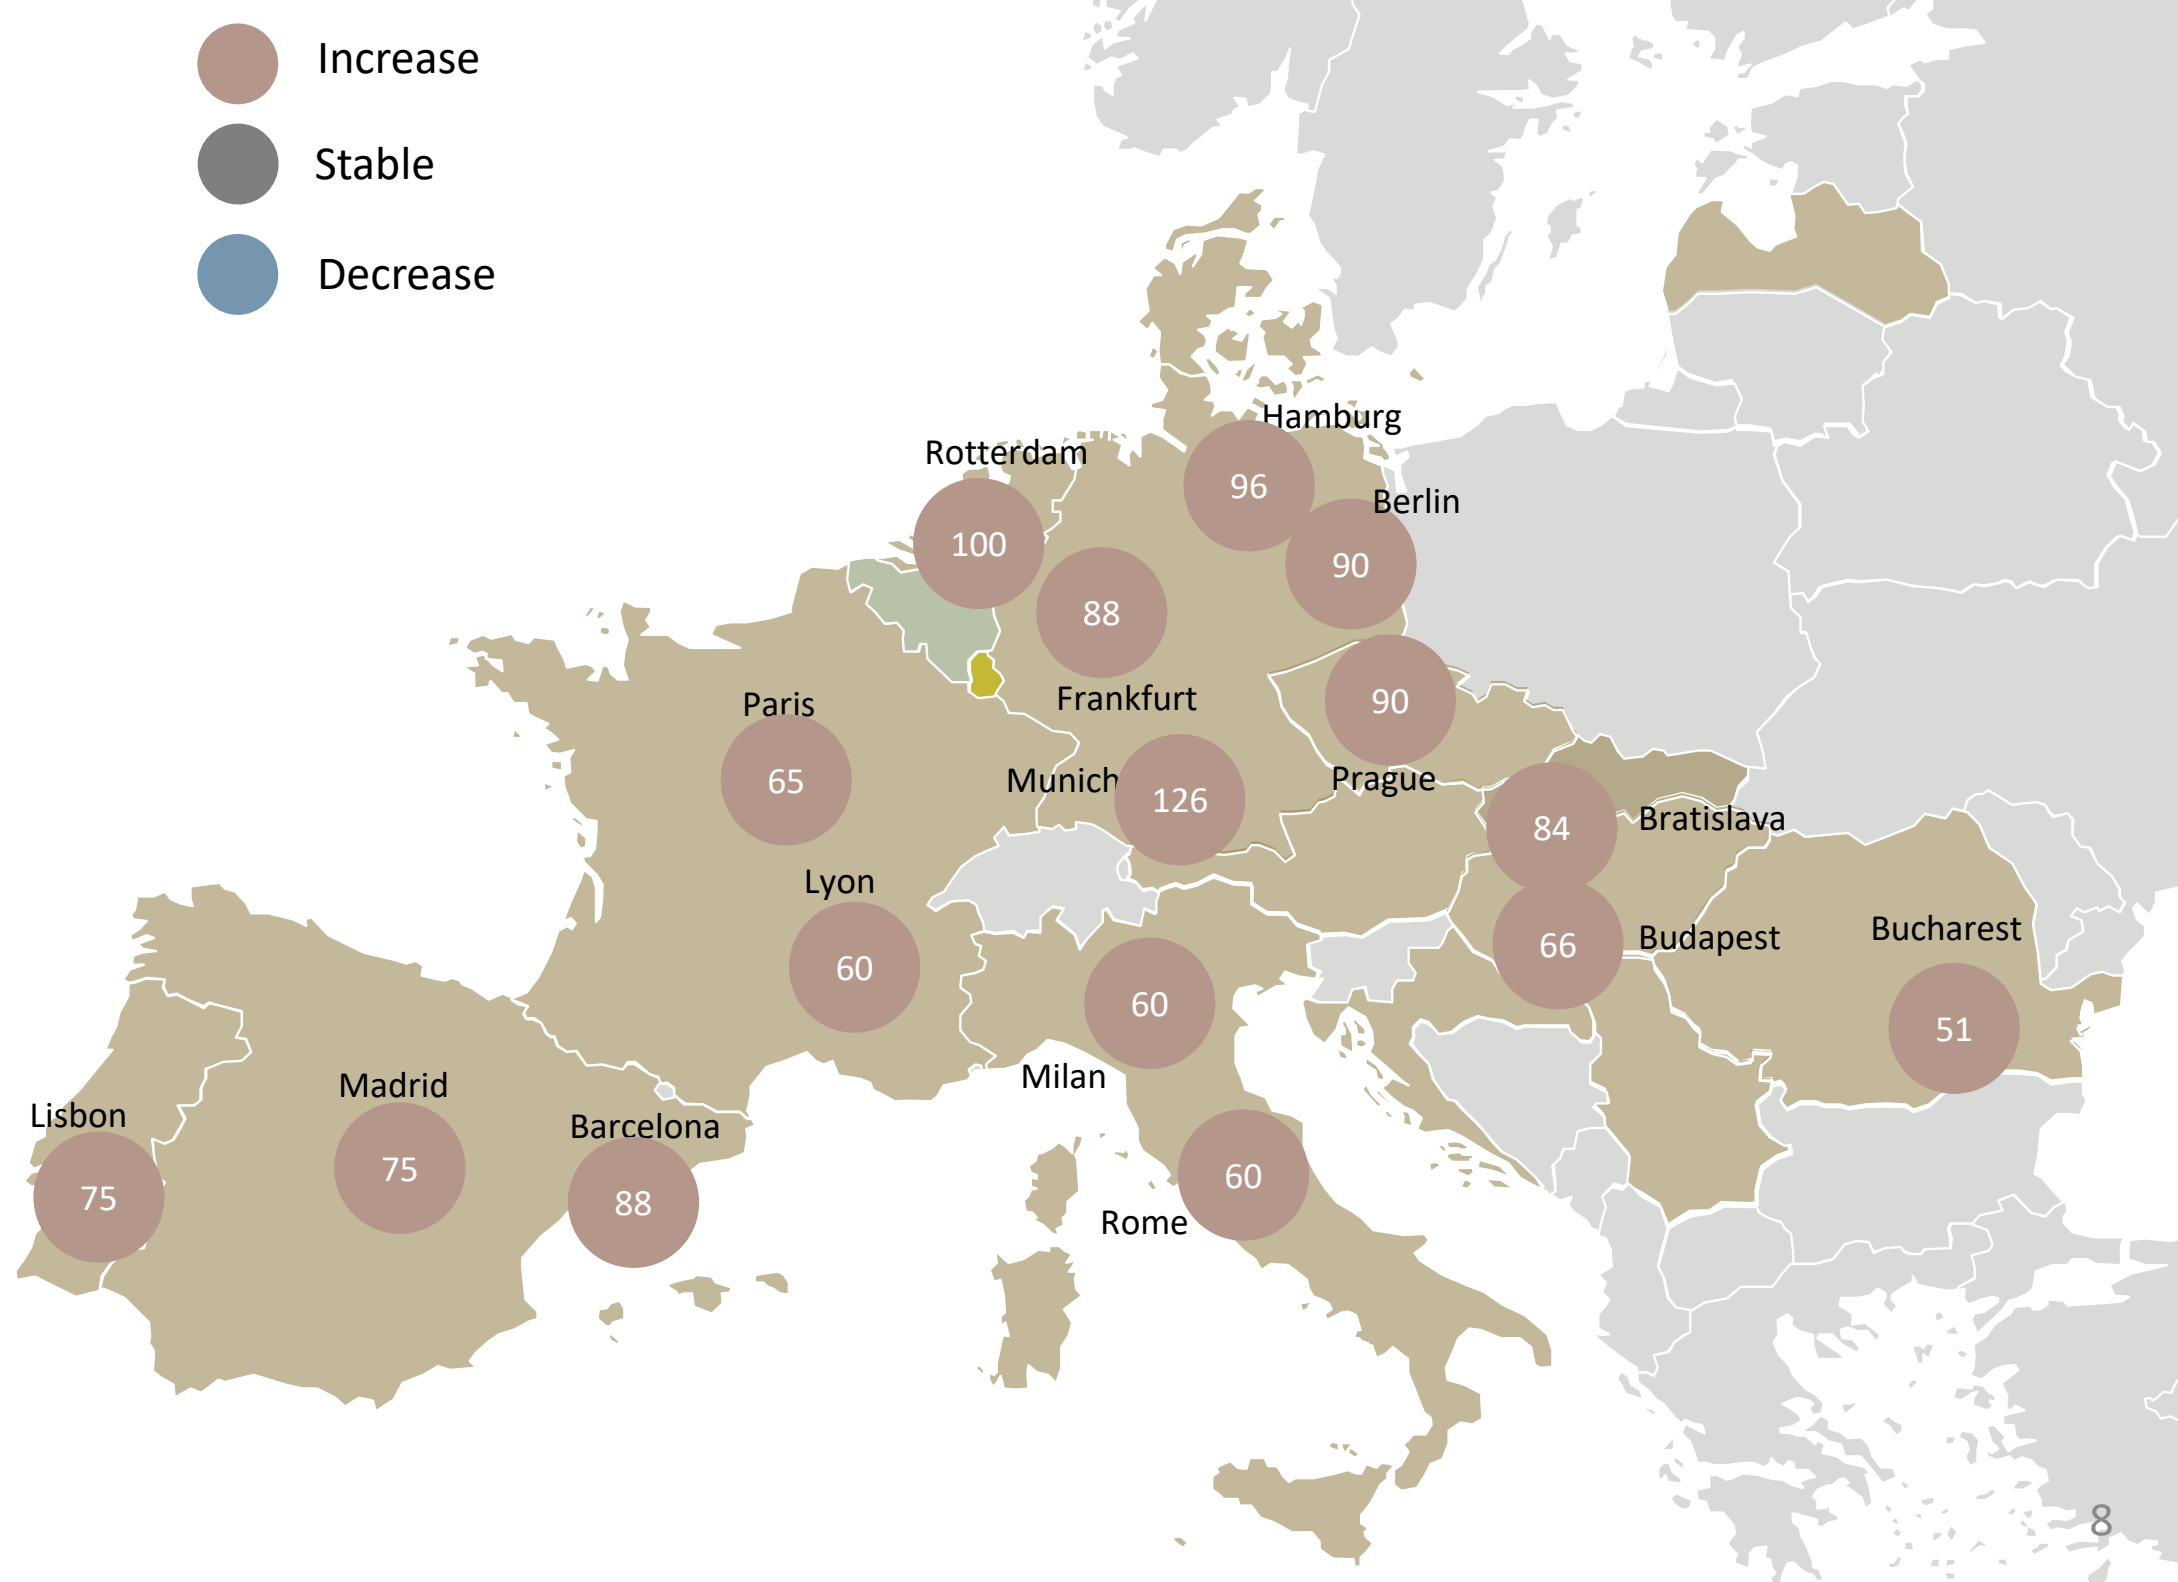 Increase
Stable
Decrease
Hamburg
96
Rotterdam
100
Berlin
90
88
Frankfurt
Paris
65
90
Prague
Munich
126
84
Bratislava
Lyon
60
66
Budapest
Bucharest
51
60
Milan
Madrid
75
Lisbon
75
Barcelona
88
60
Rome
8